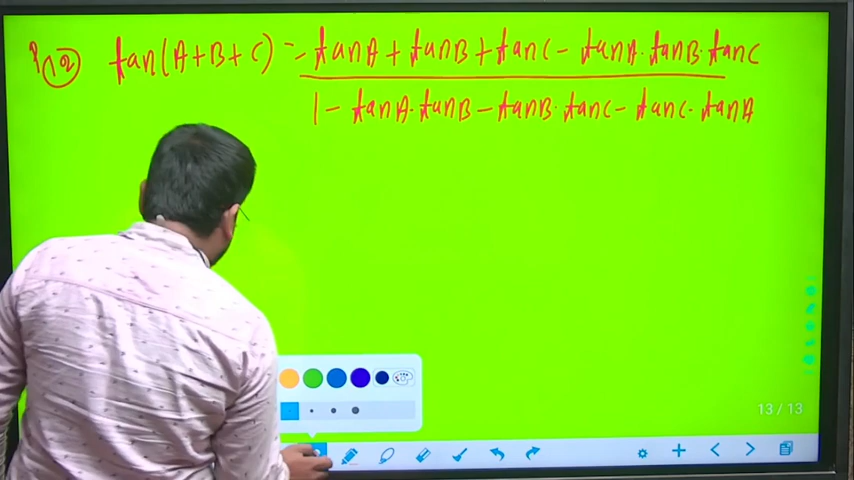 (12) tan(A+B+C) = tanA + tanB + tanC - tanA. tanB. tanC
1 - tanA. tanB - tanB. tanC - tanC. tanA
13 / 13